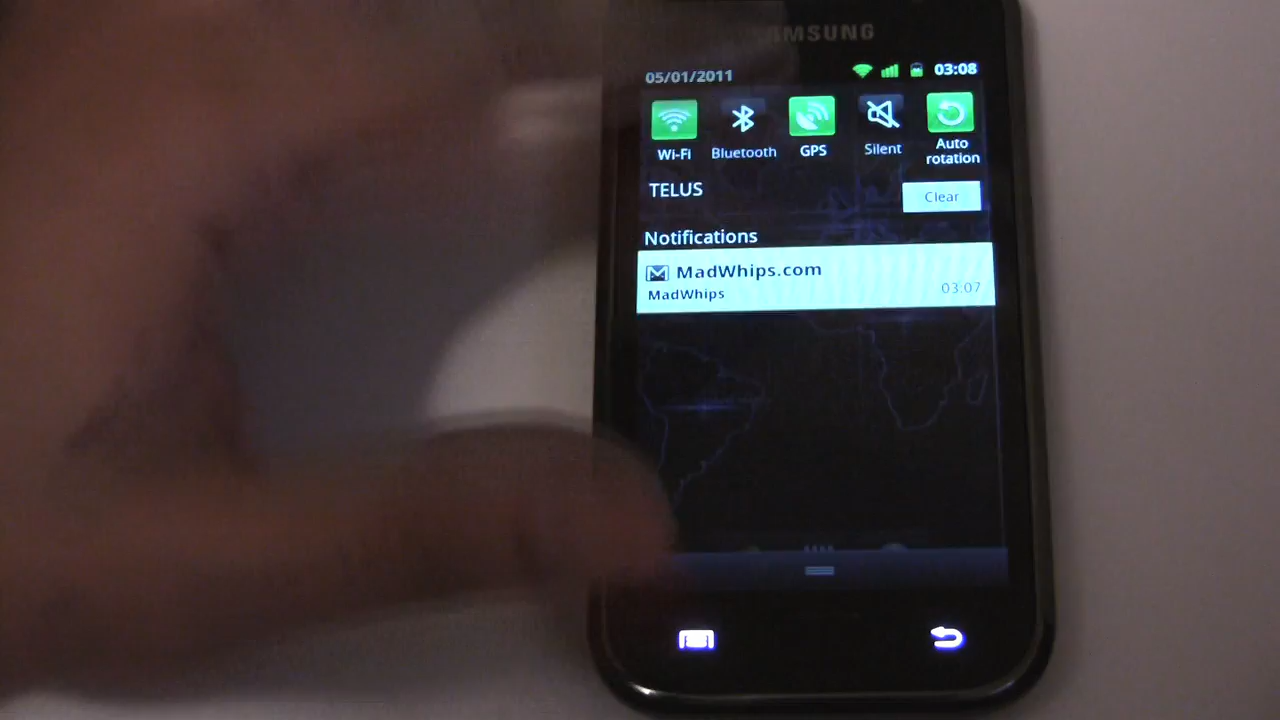 SAMSUNG
05/01/2011 03:08
Wi-Fi Bluetooth GPS Silent Auto rotation
TELUS
Clear
Notifications
MadWhips.com
MadWhips 03:07